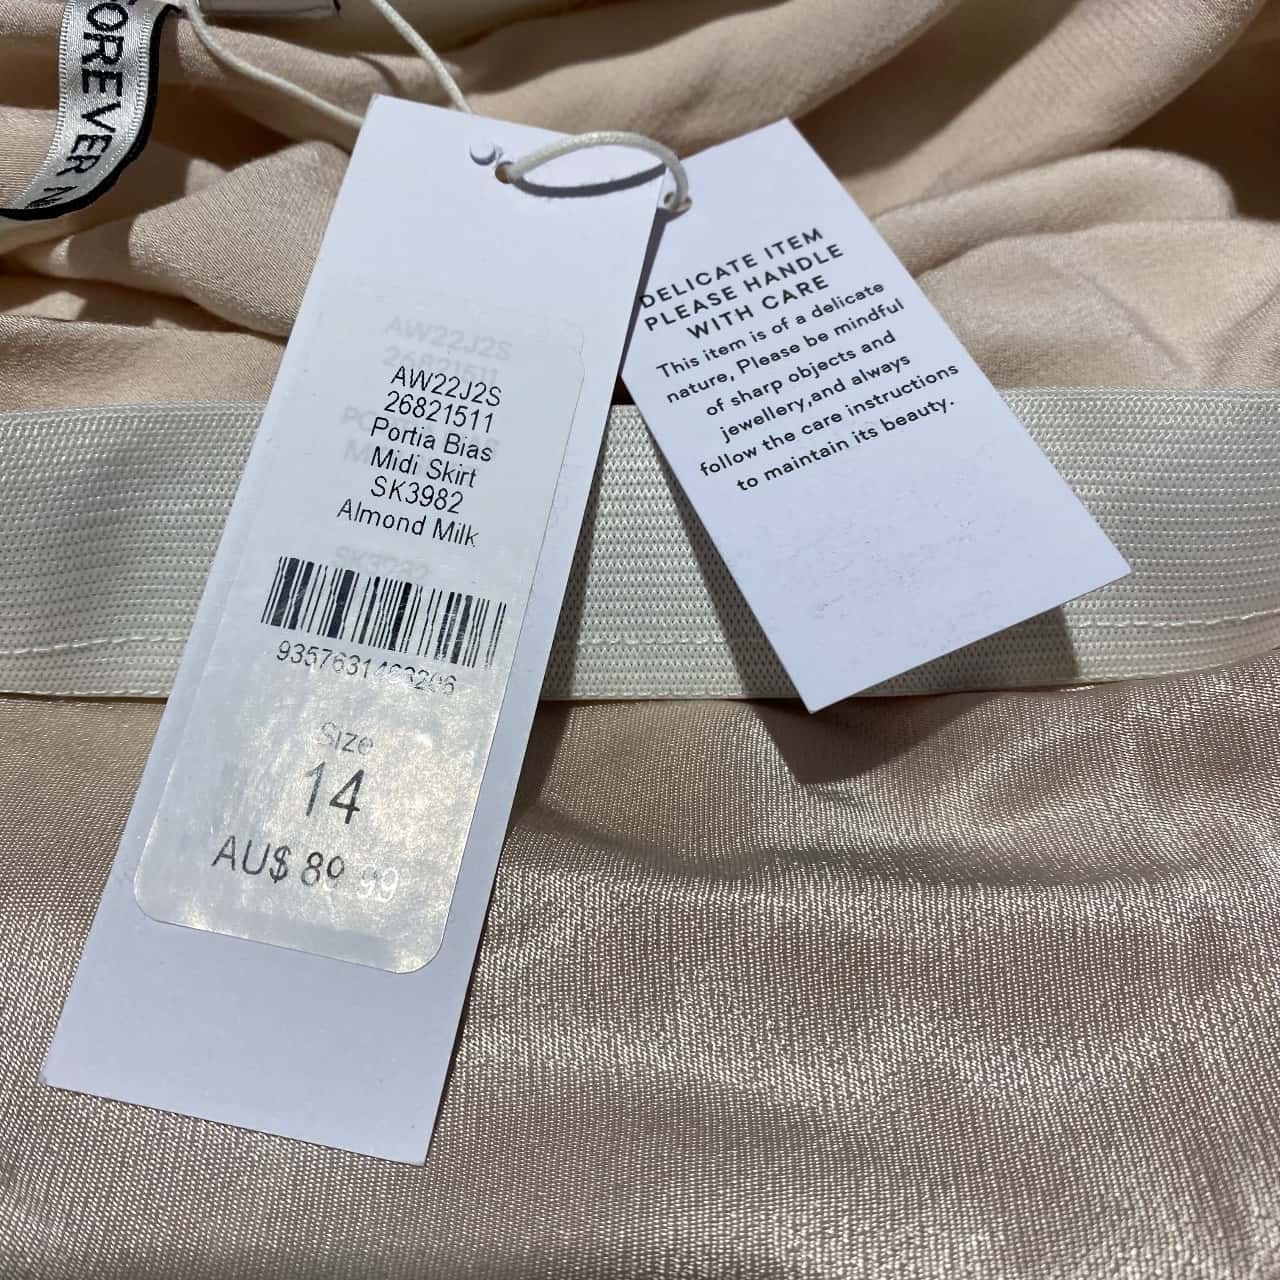 FOREVER N
AW22J2S
26821511
Portia Bias
Midi Skirt
SK3982
Almond Milk
Size
14
AU$ 89.99
DELICATE ITEM
PLEASE HANDLE
WITH CARE
This item is of a delicate
nature, Please be mindful
of sharp objects and
jewellery,and always
follow the care instructions
to maintain its beauty.